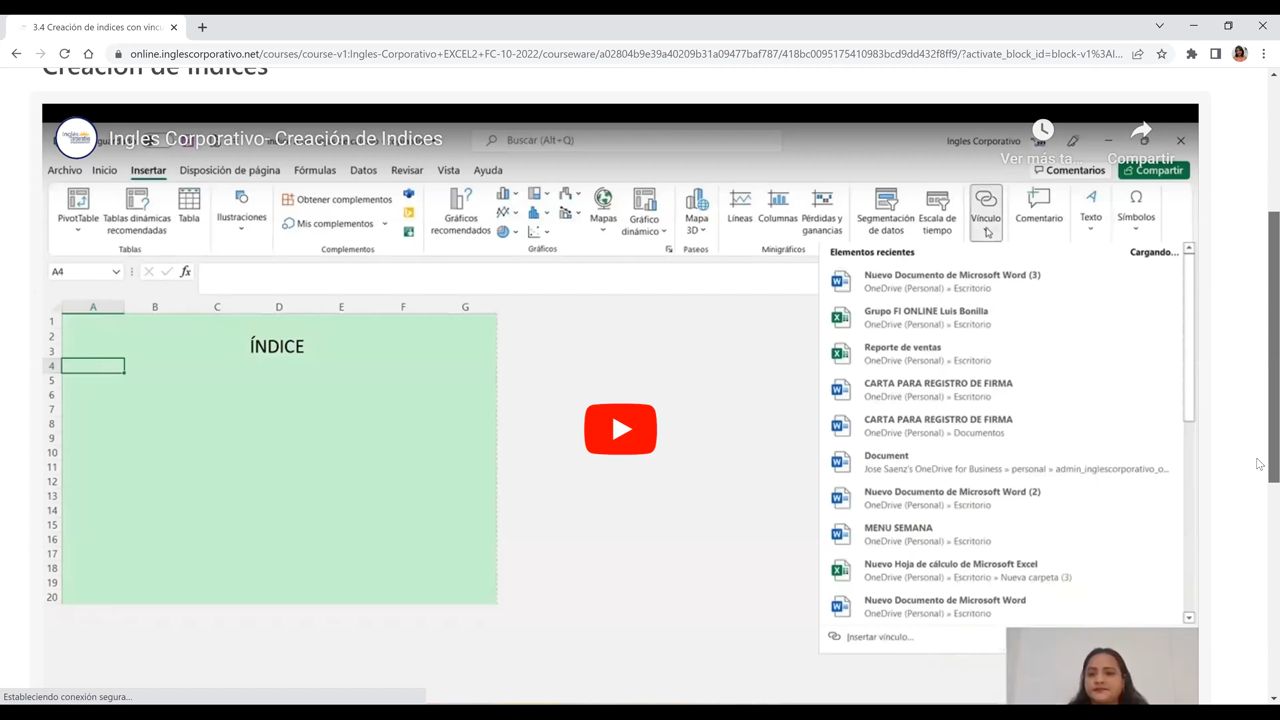 3.4 Creación de índices con víncu
online.inglescorporativo.net/courses/course-v1:Ingles-Corporativo+EXCEL2+FC-10-2022/courseware/a02804b9e39a40209b31a09477baf787/418bc0095175410983bcd9dd432f8ff9/?activate_block_id=block-v1%3AI...
Creación de índices
Ingles Corporativo- Creación de Indices
Buscar (Alt+Q)
Ingles Corporativo
Ver más ta...
Compartir
Archivo Inicio Insertar Disposición de página Fórmulas Datos Revisar Vista Ayuda
Comentarios Compartir
PivotTable
Tablas dinámicas recomendadas
Tabla
Ilustraciones
Obtener complementos
Mis complementos
Gráficos recomendados
Mapas
Gráfico dinámico
Mapa 3D
Líneas Columnas Pérdidas y ganancias
Segmentación de datos
Escala de tiempo
Vínculo
Comentario
Texto
Símbolos
Tablas Complementos Gráficos Paseos Minigráficos
A4
fx
Elementos recientes Cargando...
Nuevo Documento de Microsoft Word (3)
OneDrive (Personal) » Escritorio
Grupo FI ONLINE Luis Bonilla
OneDrive (Personal) » Escritorio
Reporte de ventas
OneDrive (Personal) » Escritorio
CARTA PARA REGISTRO DE FIRMA
OneDrive (Personal) » Escritorio
CARTA PARA REGISTRO DE FIRMA
OneDrive (Personal) » Documentos
Document
Jose Saenz's OneDrive for Business » personal » admin_inglescorporativo_o...
Nuevo Documento de Microsoft Word (2)
OneDrive (Personal) » Escritorio
MENU SEMANA
OneDrive (Personal) » Escritorio
Nuevo Hoja de cálculo de Microsoft Excel
OneDrive (Personal) » Escritorio » Nueva carpeta (3)
Nuevo Documento de Microsoft Word
OneDrive (Personal) » Escritorio
Insertar vínculo...
A B C D E F G
1
2
ÍNDICE
3
4
5
6
7
8
9
10
11
12
13
14
15
16
17
18
19
20
Estableciendo conexión segura...